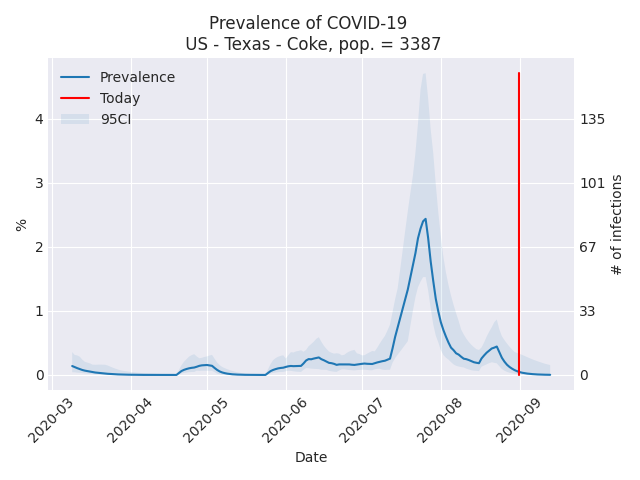 Prevalence of COVID-19
US - Texas - Coke, pop. = 3387
Prevalence
Today
95CI
4
3
2
1
0
%
135
101
67
33
0
# of infections
2020-03
2020-04
2020-05
2020-06
2020-07
2020-08
2020-09
Date